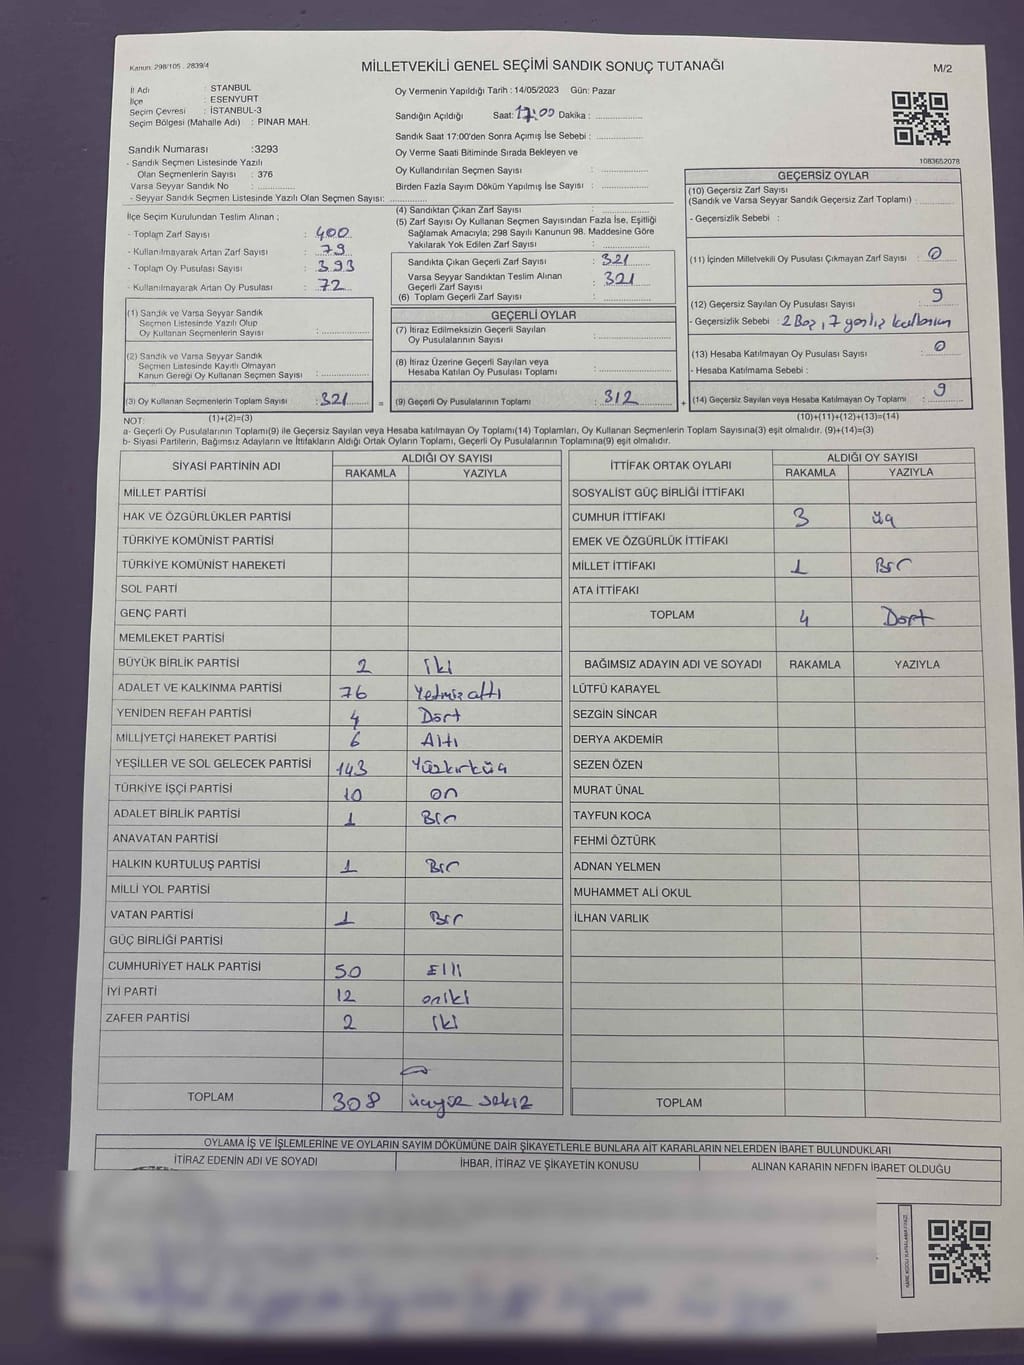 Kanun: 298/105 . 2839/4
MİLLETVEKİLİ GENEL SEÇİMİ SANDIK SONUÇ TUTANAĞI
M/2
İl Adı : STANBUL
İlçe : ESENYURT
Seçim Çevresi : İSTANBUL-3
Seçim Bölgesi (Mahalle Adı) : PINAR MAH.
Sandık Numarası :3293
- Sandık Seçmen Listesinde Yazılı
Olan Seçmenlerin Sayısı : 376
Varsa Seyyar Sandık No : ..............
- Seyyar Sandık Seçmen Listesinde Yazılı Olan Seçmen Sayısı: ..............
Oy Vermenin Yapıldığı Tarih : 14/05/2023 Gün: Pazar
Sandığın Açıldığı Saat: 17:00 Dakika : ..............
Sandık Saat 17:00'den Sonra Açımış İse Sebebi : ..............
Oy Verme Saati Bitiminde Sırada Bekleyen ve
Oy Kullandırılan Seçmen Sayısı : ..............
Birden Fazla Sayım Döküm Yapılmış İse Sayısı : ..............
1083652078
İlçe Seçim Kurulundan Teslim Alınan ;
- Toplam Zarf Sayısı : 400
- Kullanılmayarak Artan Zarf Sayısı : 79
- Toplam Oy Pusulası Sayısı : 393
- Kullanılmayarak Artan Oy Pusulası : 72
(1) Sandık ve Varsa Seyyar Sandık
Seçmen Listesinde Yazılı Olup
Oy Kullanan Seçmenlerin Sayısı : ..............
(2) Sandık ve Varsa Seyyar Sandık
Seçmen Listesinde Kayıtlı Olmayan
Kanun Gereği Oy Kullanan Seçmen Sayısı : ..............
(3) Oy Kullanan Seçmenlerin Toplam Sayısı : 321
(4) Sandıktan Çıkan Zarf Sayısı : ..............
(5) Zarf Sayısı Oy Kullanan Seçmen Sayısından Fazla İse, Eşitliği
Sağlamak Amacıyla; 298 Sayılı Kanunun 98. Maddesine Göre
Yakılarak Yok Edilen Zarf Sayısı : ..............
Sandıkta Çıkan Geçerli Zarf Sayısı : 321
Varsa Seyyar Sandıktan Teslim Alınan
Geçerli Zarf Sayısı : 321
(6) Toplam Geçerli Zarf Sayısı : ..............
GEÇERLİ OYLAR
(7) İtiraz Edilmeksizin Geçerli Sayılan
Oy Pusulalarının Sayısı : ..............
(8) İtiraz Üzerine Geçerli Sayılan veya
Hesaba Katılan Oy Pusulası Toplamı : ..............
= (9) Geçerli Oy Pusulalarının Toplamı : 312
GEÇERSİZ OYLAR
(10) Geçersiz Zarf Sayısı
(Sandık ve Varsa Seyyar Sandık Geçersiz Zarf Toplamı) : ..............
- Geçersizlik Sebebi :
(11) İçinden Milletvekili Oy Pusulası Çıkmayan Zarf Sayısı : 0
(12) Geçersiz Sayılan Oy Pusulası Sayısı : 9
- Geçersizlik Sebebi : 2 Boş, 7
(13) Hesaba Katılmayan Oy Pusulası Sayısı : 0
- Hesaba Katılmama Sebebi :
+ (14) Geçersiz Sayılan veya Hesaba Katılmayan Oy Toplamı : 9
NOT: (1)+(2)=(3)
(10)+(11)+(12)+(13)=(14)
a- Geçerli Oy Pusulalarının Toplamı(9) ile Geçersiz Sayılan veya Hesaba katılmayan Oy Toplamı(14) Toplamları, Oy Kullanan Seçmenlerin Toplam Sayısına(3) eşit olmalıdır. (9)+(14)=(3)
b- Siyasi Partilerin, Bağımsız Adayların ve İttifakların Aldığı Ortak Oyların Toplamı, Geçerli Oy Pusulalarının Toplamına(9) eşit olmalıdır.
SİYASİ PARTİNİN ADI ALDIĞI OY SAYISI
RAKAMLA YAZIYLA
MİLLET PARTİSİ
HAK VE ÖZGÜRLÜKLER PARTİSİ
TÜRKİYE KOMÜNİST PARTİSİ
TÜRKİYE KOMÜNİST HAREKETİ
SOL PARTİ
GENÇ PARTİ
MEMLEKET PARTİSİ
BÜYÜK BİRLİK PARTİSİ 2 iki
ADALET VE KALKINMA PARTİSİ 76 Yetmiş altı
YENİDEN REFAH PARTİSİ 4 Dört
MİLLİYETÇİ HAREKET PARTİSİ 6 Altı
YEŞİLLER VE SOL GELECEK PARTİSİ 143 Yüzkırküç
TÜRKİYE İŞÇİ PARTİSİ 10 on
ADALET BİRLİK PARTİSİ 1 Bir
ANAVATAN PARTİSİ
HALKIN KURTULUŞ PARTİSİ 1 Bir
MİLLİ YOL PARTİSİ
VATAN PARTİSİ 1 Bir
GÜÇ BİRLİĞİ PARTİSİ
CUMHURİYET HALK PARTİSİ 50 Elli
İYİ PARTİ 12 oniki
ZAFER PARTİSİ 2 iki
TOPLAM 308 üçyüz sekiz
İTTİFAK ORTAK OYLARI ALDIĞI OY SAYISI
RAKAMLA YAZIYLA
SOSYALİST GÜÇ BİRLİĞİ İTTİFAKI
CUMHUR İTTİFAKI 3 üç
EMEK VE ÖZGÜRLÜK İTTİFAKI
MİLLET İTTİFAKI 1 Bir
ATA İTTİFAKI
TOPLAM 4 Dört
BAĞIMSIZ ADAYIN ADI VE SOYADI RAKAMLA YAZIYLA
LÜTFÜ KARAYEL
SEZGİN SİNCAR
DERYA AKDEMİR
SEZEN ÖZEN
MURAT ÜNAL
TAYFUN KOCA
FEHMİ ÖZTÜRK
ADNAN YELMEN
MUHAMMET ALİ OKUL
İLHAN VARLIK
TOPLAM
OYLAMA İŞ VE İŞLEMLERİNE VE OYLARIN SAYIM DÖKÜMÜNE DAİR ŞİKAYETLERLE BUNLARA AİT KARARLARIN NELERDEN İBARET BULUNDUKLARI
İTİRAZ EDENİN ADI VE SOYADI İHBAR, İTİRAZ VE ŞİKAYETİN KONUSU ALINAN KARARIN NEDEN İBARET OLDUĞU